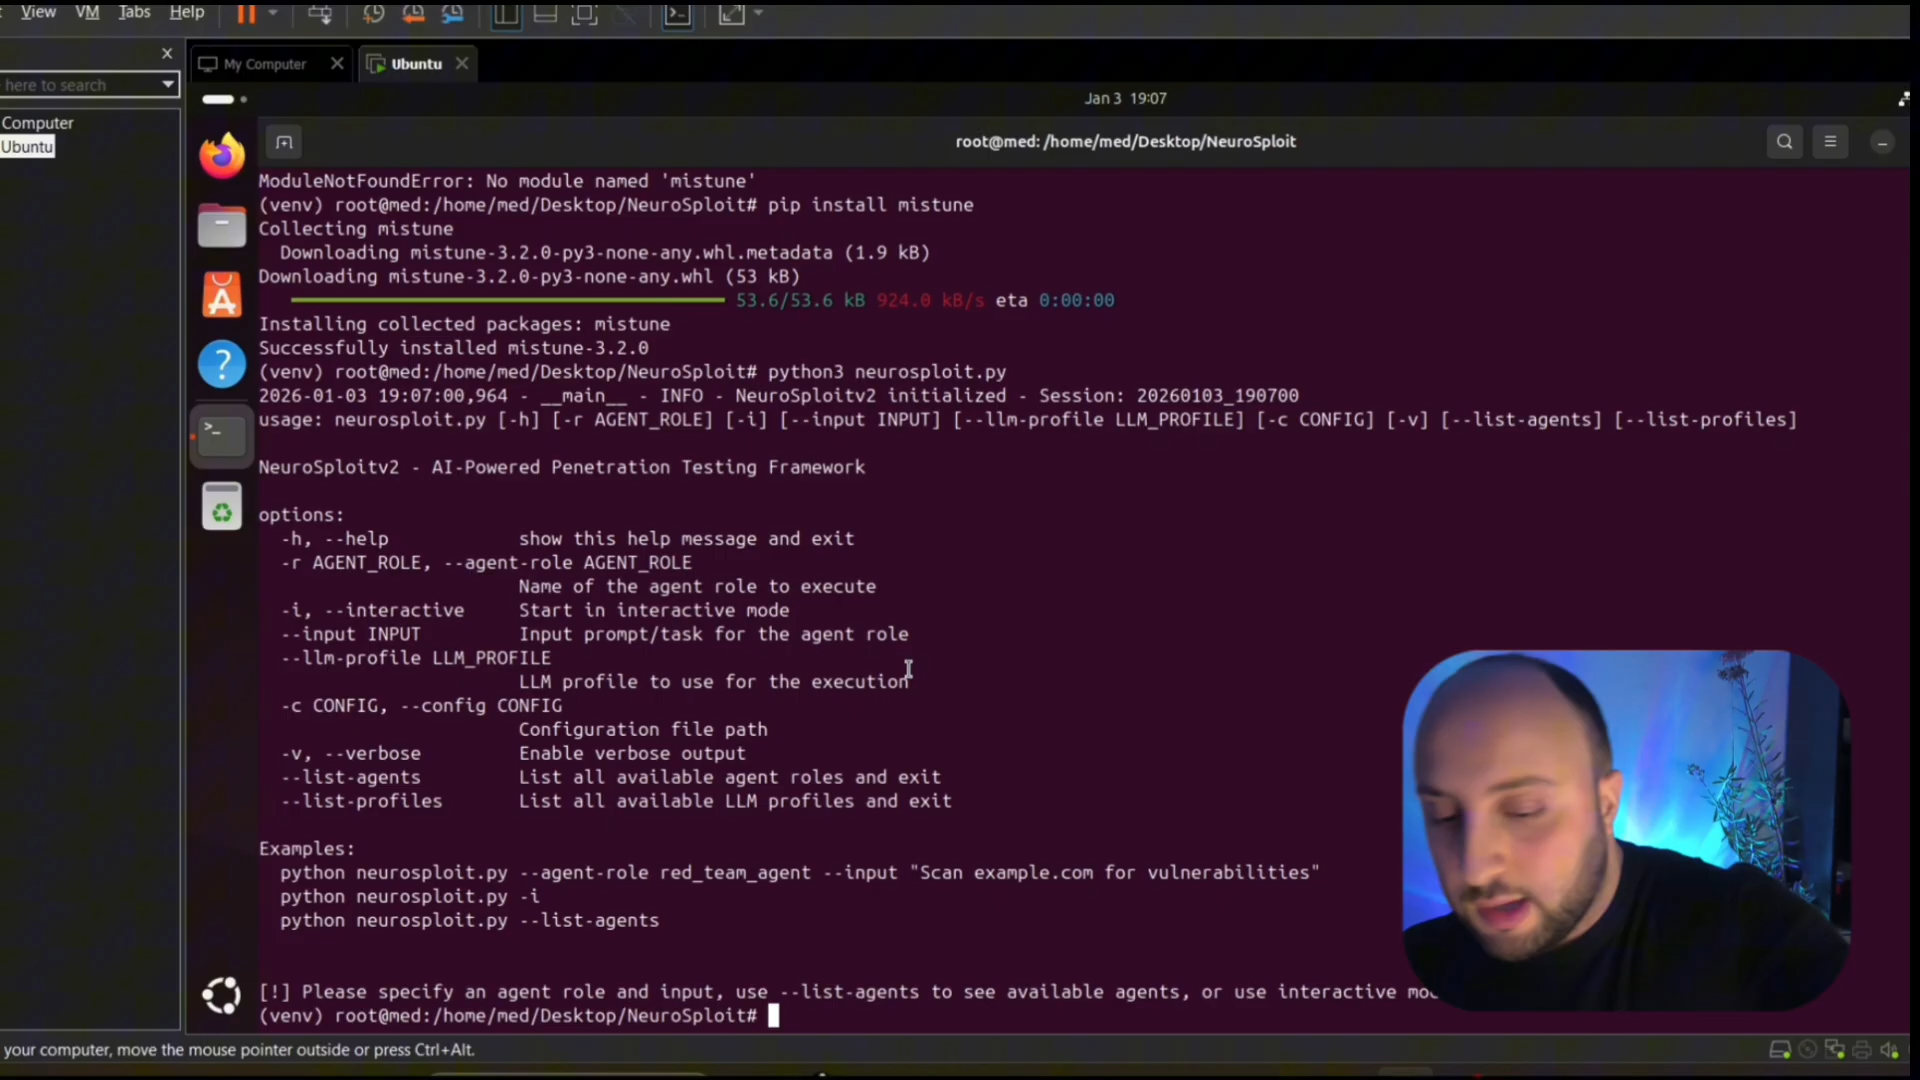 View VM Tabs Help
My Computer
Ubuntu
here to search
Computer
Ubuntu
Jan 3 19:07
root@med: /home/med/Desktop/NeuroSploit
ModuleNotFoundError: No module named 'mistune'
(venv) root@med:/home/med/Desktop/NeuroSploit# pip install mistune
Collecting mistune
Downloading mistune-3.2.0-py3-none-any.whl.metadata (1.9 kB)
Downloading mistune-3.2.0-py3-none-any.whl (53 kB)
53.6/53.6 kB 924.0 kB/s eta 0:00:00
Installing collected packages: mistune
Successfully installed mistune-3.2.0
(venv) root@med:/home/med/Desktop/NeuroSploit# python3 neurosploit.py
2026-01-03 19:07:00,964 - __main__ - INFO - NeuroSploitv2 initialized - Session: 20260103_190700
usage: neurosploit.py [-h] [-r AGENT_ROLE] [-i] [--input INPUT] [--llm-profile LLM_PROFILE] [-c CONFIG] [-v] [--list-agents] [--list-profiles]
NeuroSploitv2 - AI-Powered Penetration Testing Framework
options:
-h, --help show this help message and exit
-r AGENT_ROLE, --agent-role AGENT_ROLE
Name of the agent role to execute
-i, --interactive Start in interactive mode
--input INPUT Input prompt/task for the agent role
--llm-profile LLM_PROFILE
LLM profile to use for the execution
-c CONFIG, --config CONFIG
Configuration file path
-v, --verbose Enable verbose output
--list-agents List all available agent roles and exit
--list-profiles List all available LLM profiles and exit
Examples:
python neurosploit.py --agent-role red_team_agent --input "Scan example.com for vulnerabilities"
python neurosploit.py -i
python neurosploit.py --list-agents
[!] Please specify an agent role and input, use --list-agents to see available agents, or use interactive
(venv) root@med:/home/med/Desktop/NeuroSploit#
your computer, move the mouse pointer outside or press Ctrl+Alt.